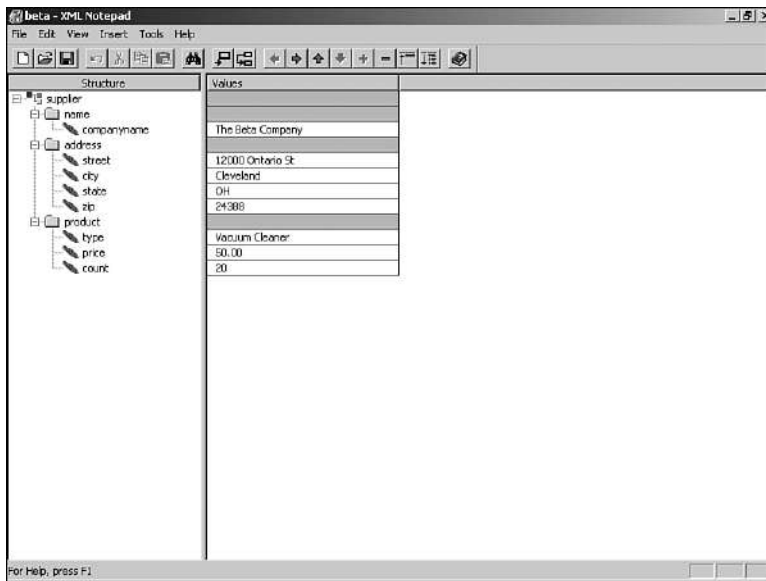 beta - XML Notepad
File Edit View Insert Tools Help
Structure Values
supplier
name
companyname The Beta Company
address
street 12000 Ontario St
city Cleveland
state OH
zip 24388
product
type Vacuum Cleaner
price 50.00
count 20
For Help, press F1